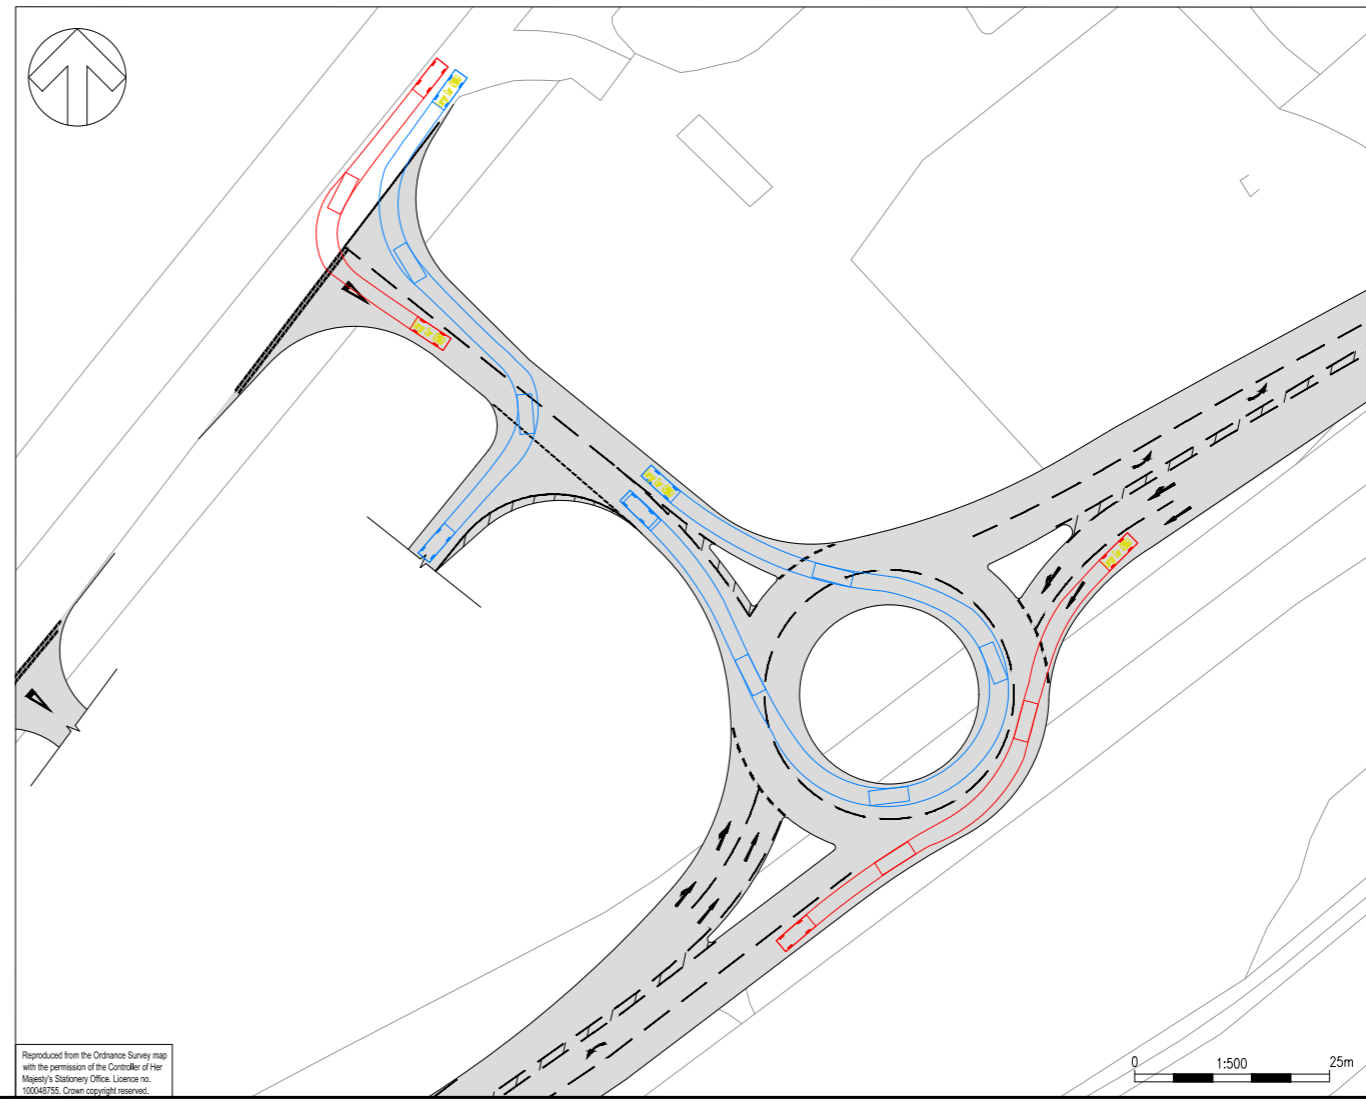 0 1:500 25m
Reproduced from the Ordnance Survey map
with the permission of the Controller of Her
Majesty's Stationery Office. Licence no.
100048755. Crown copyright reserved.